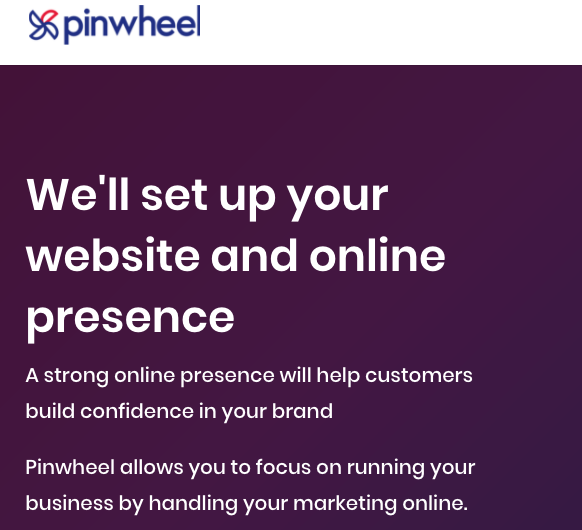 pinwheel
We'll set up your
website and online
presence
A strong online presence will help customers
build confidence in your brand
Pinwheel allows you to focus on running your
business by handling your marketing online.